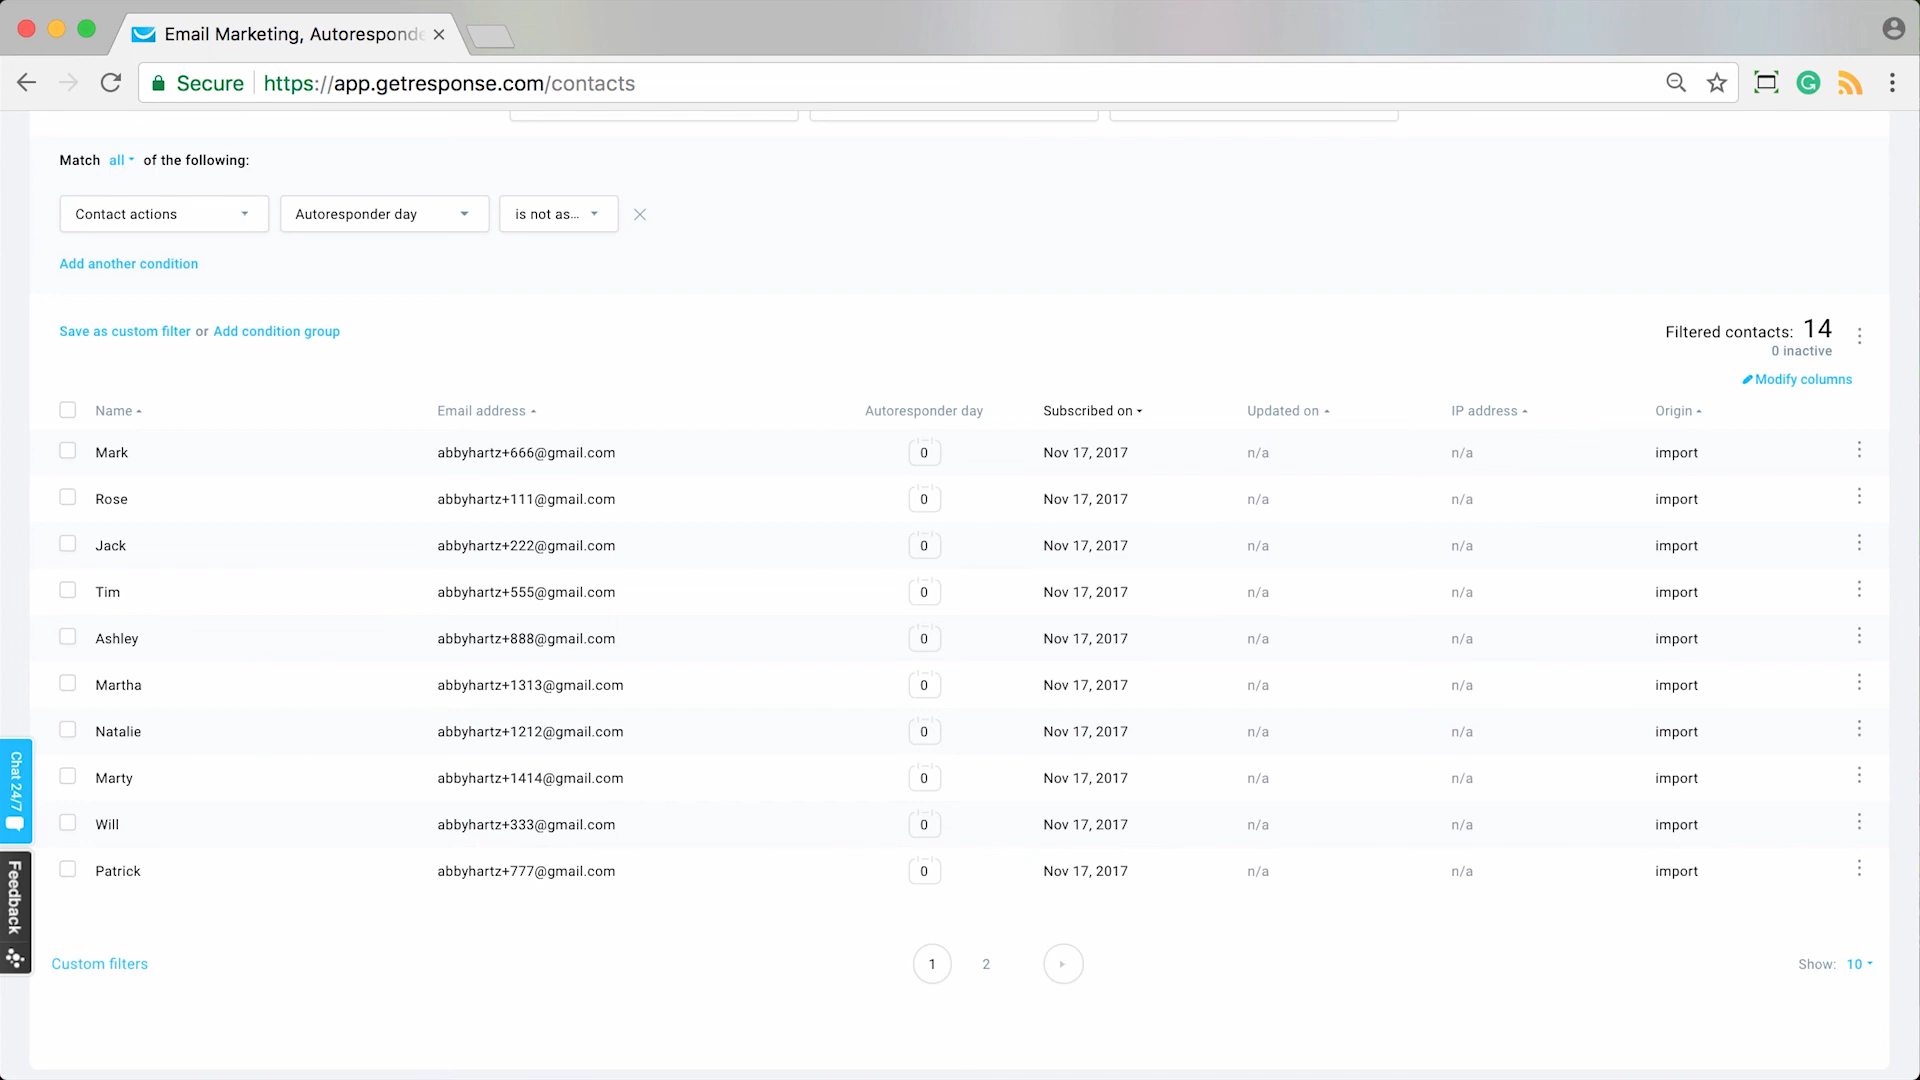 Email Marketing, Autoresponde
Secure https://app.getresponse.com/contacts
Match all of the following:
Contact actions Autoresponder day is not as...
Add another condition
Save as custom filter or Add condition group
Filtered contacts: 14
0 inactive
Modify columns
Name Email address Autoresponder day Subscribed on Updated on IP address Origin
Mark abbyhartz+666@gmail.com 0 Nov 17, 2017 n/a n/a import
Rose abbyhartz+111@gmail.com 0 Nov 17, 2017 n/a n/a import
Jack abbyhartz+222@gmail.com 0 Nov 17, 2017 n/a n/a import
Tim abbyhartz+555@gmail.com 0 Nov 17, 2017 n/a n/a import
Ashley abbyhartz+888@gmail.com 0 Nov 17, 2017 n/a n/a import
Martha abbyhartz+1313@gmail.com 0 Nov 17, 2017 n/a n/a import
Natalie abbyhartz+1212@gmail.com 0 Nov 17, 2017 n/a n/a import
Marty abbyhartz+1414@gmail.com 0 Nov 17, 2017 n/a n/a import
Will abbyhartz+333@gmail.com 0 Nov 17, 2017 n/a n/a import
Patrick abbyhartz+777@gmail.com 0 Nov 17, 2017 n/a n/a import
Chat 24/7
Feedback
Custom filters 1 2 Show: 10